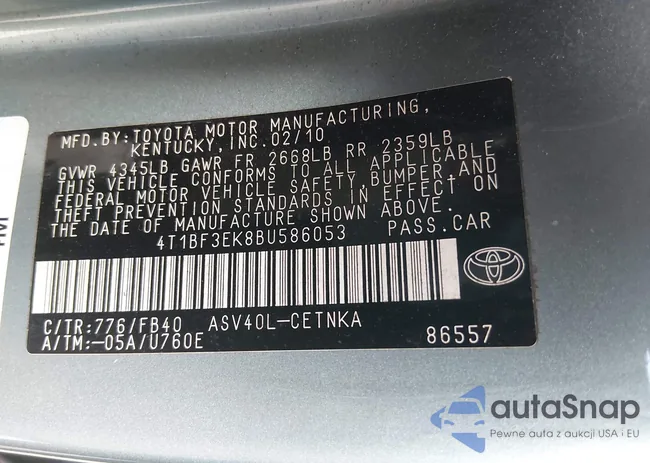 MFD.BY:TOYOTA MOTOR MANUFACTURING,
KENTUCKY,INC.02/10
GVWR 4345LB GAWR FR 2668LB RR 2359LB
THIS VEHICLE CONFORMS TO ALL APPLICABLE
FEDERAL MOTOR VEHICLE SAFETY,BUMPER,AND
THEFT PREVENTION STANDARDS IN EFFECT ON
THE DATE OF MANUFACTURE SHOWN ABOVE.
4T1BF3EK8BU586053 PASS.CAR
C/TR:776/FB40 ASV40L-CETNKA
A/TM:-05A/U760E 86557
autaSnap
Pewne auta z aukcji USA i EU